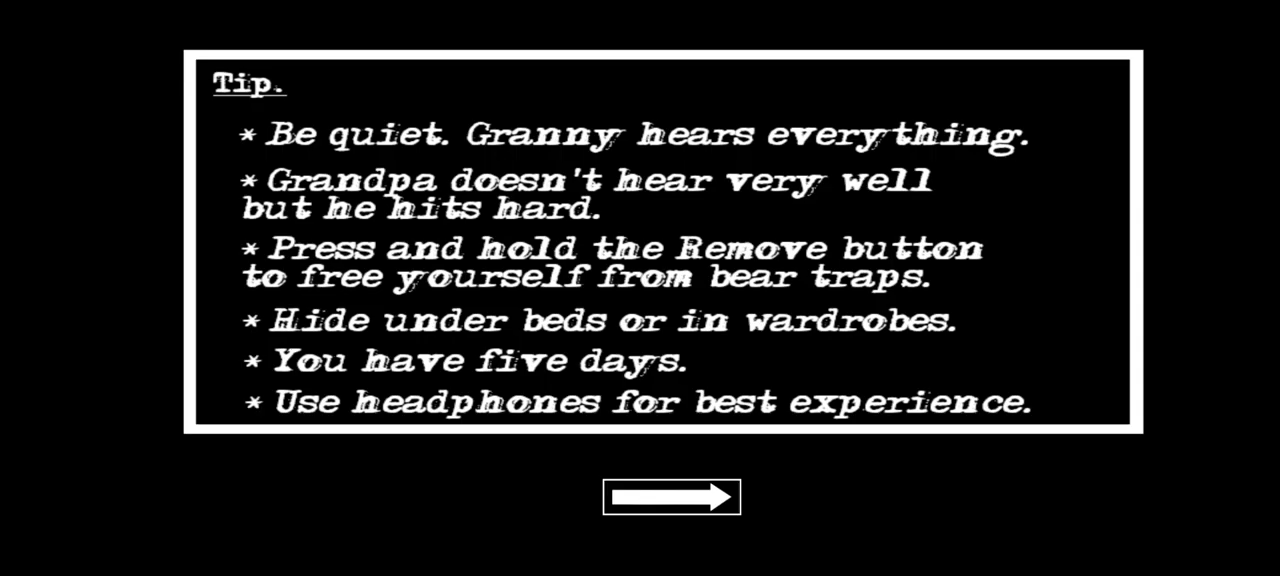 Tip.
* Be quiet. Granny hears everything.
* Grandpa doesn't hear very well
but he hits hard.
* Press and hold the Remove button
to free yourself from bear traps.
* Hide under beds or in wardrobes.
* You have five days.
* Use headphones for best experience.